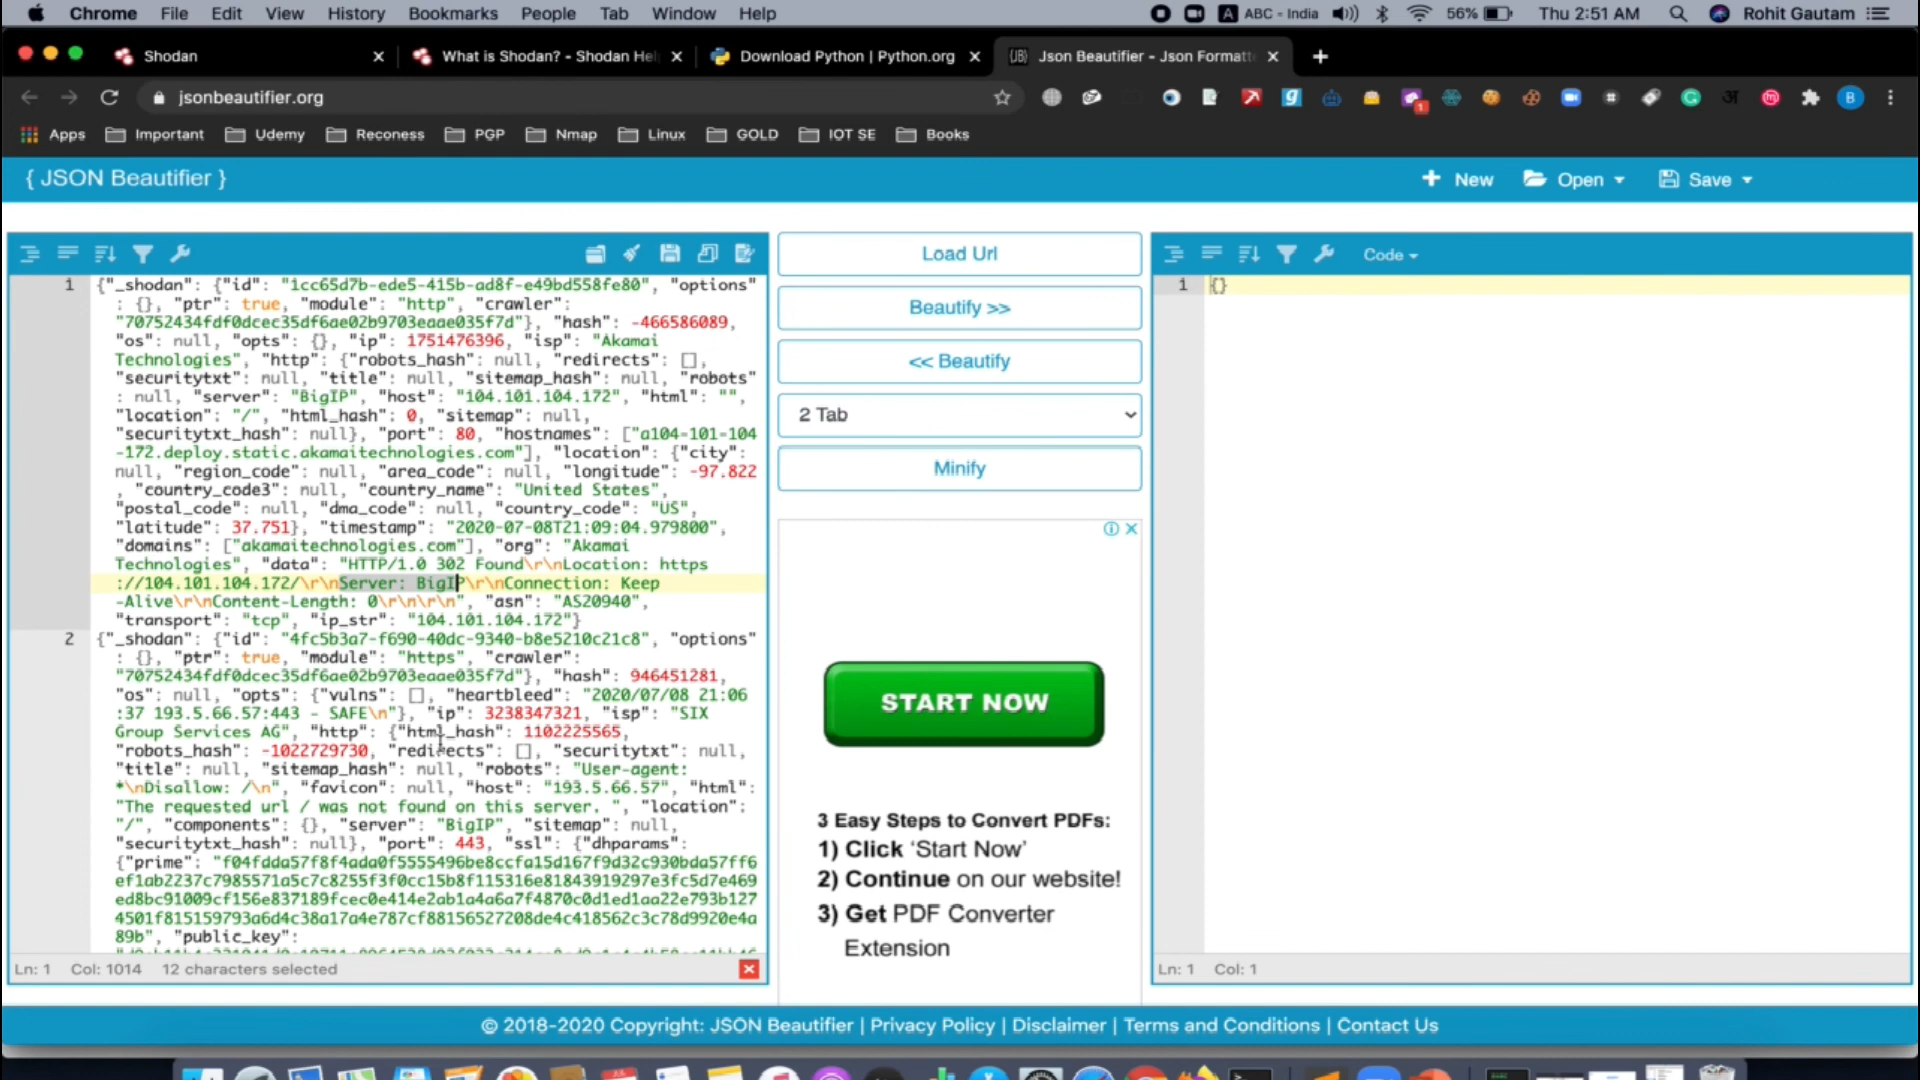 Chrome File Edit View History Bookmarks People Tab Window Help A ABC - India 56% Thu 2:51 AM Rohit Gautam
Shodan What is Shodan? - Shodan Hel Download Python | Python.org Json Beautifier - Json Formatt
jsonbeautifier.org
Apps Important Udemy Reconess PGP Nmap Linux GOLD IOT SE Books
{ JSON Beautifier } New Open Save
Load Url
Beautify >>
<< Beautify
2 Tab
Minify
Code
1 {"_shodan": {"id": "1cc65d7b-ede5-415b-ad8f-e49bd558fe80", "options"
: {}, "ptr": true, "module": "http", "crawler":
"70752434fdf0dcec35df6ae02b9703eaae035f7d"}, "hash": -466586089,
"os": null, "opts": {}, "ip": 1751476396, "isp": "Akamai
Technologies", "http": {"robots_hash": null, "redirects": [],
"securitytxt": null, "title": null, "sitemap_hash": null, "robots"
: null, "server": "BigIP", "host": "104.101.104.172", "html": "",
"location": "/", "html_hash": 0, "sitemap": null,
"securitytxt_hash": null}, "port": 80, "hostnames": ["a104-101-104
-172.deploy.static.akamaitechnologies.com"], "location": {"city":
null, "region_code": null, "area_code": null, "longitude": -97.822
, "country_code3": null, "country_name": "United States",
"postal_code": null, "dma_code": null, "country_code": "US",
"latitude": 37.751}, "timestamp": "2020-07-08T21:09:04.979800",
"domains": ["akamaitechnologies.com"], "org": "Akamai
Technologies", "data": "HTTP/1.0 302 Found\r\nLocation: https
://104.101.104.172/\r\nServer: BigIP\r\nConnection: Keep
-Alive\r\nContent-Length: 0\r\n\r\n", "asn": "AS20940",
"transport": "tcp", "ip_str": "104.101.104.172"}
2 {"_shodan": {"id": "4fc5b3a7-f690-40dc-9340-b8e5210c21c8", "options"
: {}, "ptr": true, "module": "https", "crawler":
"70752434fdf0dcec35df6ae02b9703eaae035f7d"}, "hash": 946451281,
"os": null, "opts": {"vulns": [], "heartbleed": "2020/07/08 21:06
:37 193.5.66.57:443 - SAFE\n"}, "ip": 3238347321, "isp": "SIX
Group Services AG", "http": {"html_hash": 1102225565,
"robots_hash": -1022729730, "redirects": [], "securitytxt": null,
"title": null, "sitemap_hash": null, "robots": "User-agent:
*\nDisallow: /\n", "favicon": null, "host": "193.5.66.57", "html":
"The requested url / was not found on this server. ", "location":
"/", "components": {}, "server": "BigIP", "sitemap": null,
"securitytxt_hash": null}, "port": 443, "ssl": {"dhparams":
{"prime": "f04fdda57f8f4ada0f5555496be8ccfa15d167f9d32c930bda57ff6
ef1ab2237c7985571a5c7c8255f3f0cc15b8f115316e81843919297e3fc5d7e469
ed8bc91009cf156e837189fcec0e414e2ab1a4a6a7f4870c0d1ed1aa22e793b127
4501f815159793a6d4c38a17a4e787cf88156527208de4c418562c3c78d9920e4a
89b", "public_key":
Ln: 1 Col: 1014 12 characters selected
START NOW
3 Easy Steps to Convert PDFs:
1) Click ‘Start Now’
2) Continue on our website!
3) Get PDF Converter
Extension
1 {}
Ln: 1 Col: 1
© 2018-2020 Copyright: JSON Beautifier | Privacy Policy | Disclaimer | Terms and Conditions | Contact Us